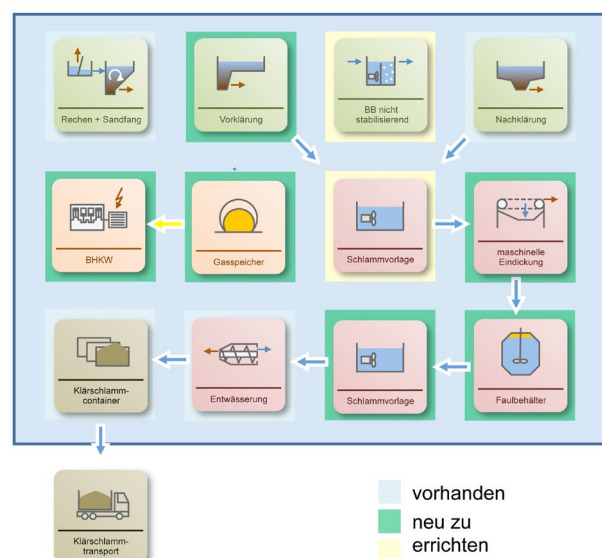 Rechen + Sandfang
Vorklärung
BB nicht
stabilisierend
Nachklärung
BHKW
Gasspeicher
Schlammvorlage
maschinelle
Eindickung
Klärschlamm-
container
Entwässerung
Schlammvorlage
Faulbehälter
Klärschlamm-
transport
vorhanden
neu zu
errichten